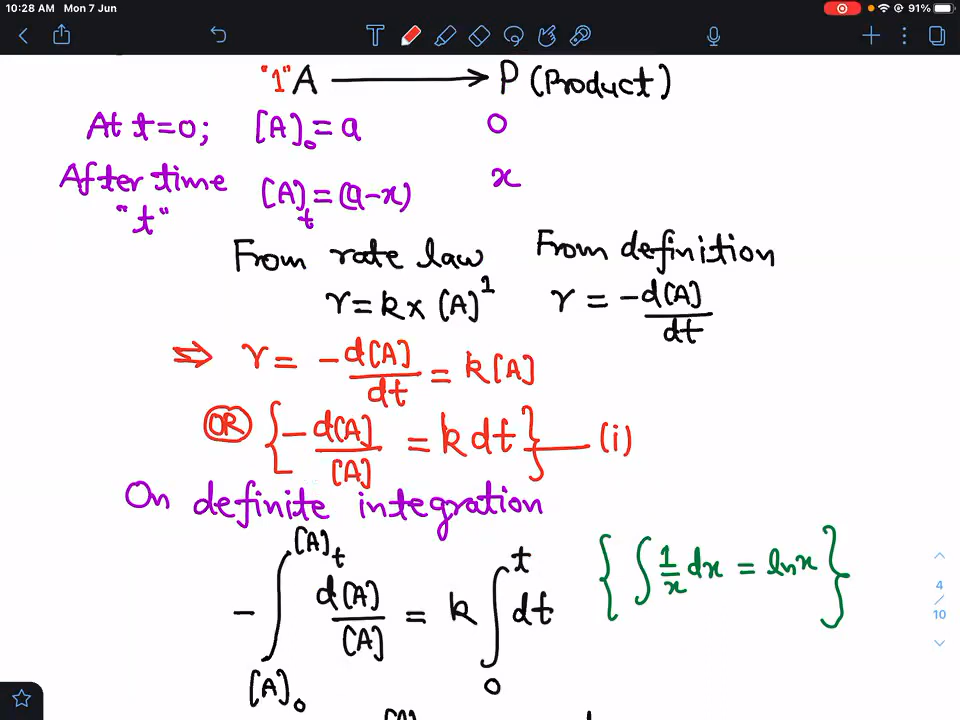 10:28 AM Mon 7 Jun 91%
"1" A ⟶ P (Product)
At t=0; [A]₀ = a 0
After time "t" [A]t = (a-x) x
From rate law From definition
r = k x [A]¹ r = -d[A]/dt
⇒ r = -d[A]/dt = k[A]
OR {-d[A]/[A] = k dt} — (i)
On definite integration
- ∫[A]₀^[A]t d[A]/[A] = k ∫₀^t dt { ∫ 1/x dx = ln x }
4
/
10